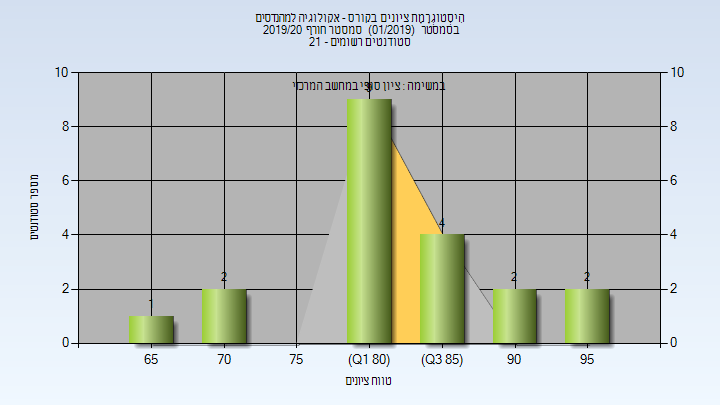 היסטוגרמת ציונים בקורס - אקולוגיה למהנדסים
בסמסטר (01/2019) סמסטר חורף 2019/20
סטודנטים רשומים - 21
במשימה : ציון סופי במחשב המרכזי
מספר סטודנטים
10 10
8 8
6 6
4 4
2 2
0 0
1 2 9 4 2 2
65 70 75 (Q1 80) (Q3 85) 90 95
טווח ציונים